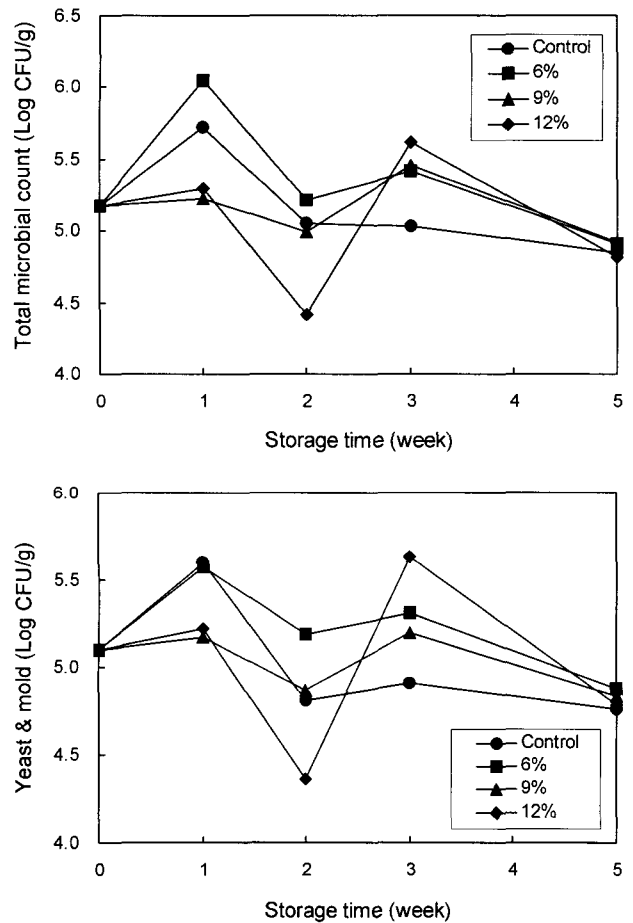 Total microbial count (Log CFU/g)
6.5
6.0
5.5
5.0
4.5
4.0
Control
6%
9%
12%
0 1 2 3 4 5
Storage time (week)
Yeast & mold (Log CFU/g)
6.0
5.5
5.0
4.5
4.0
Control
6%
9%
12%
0 1 2 3 4 5
Storage time (week)